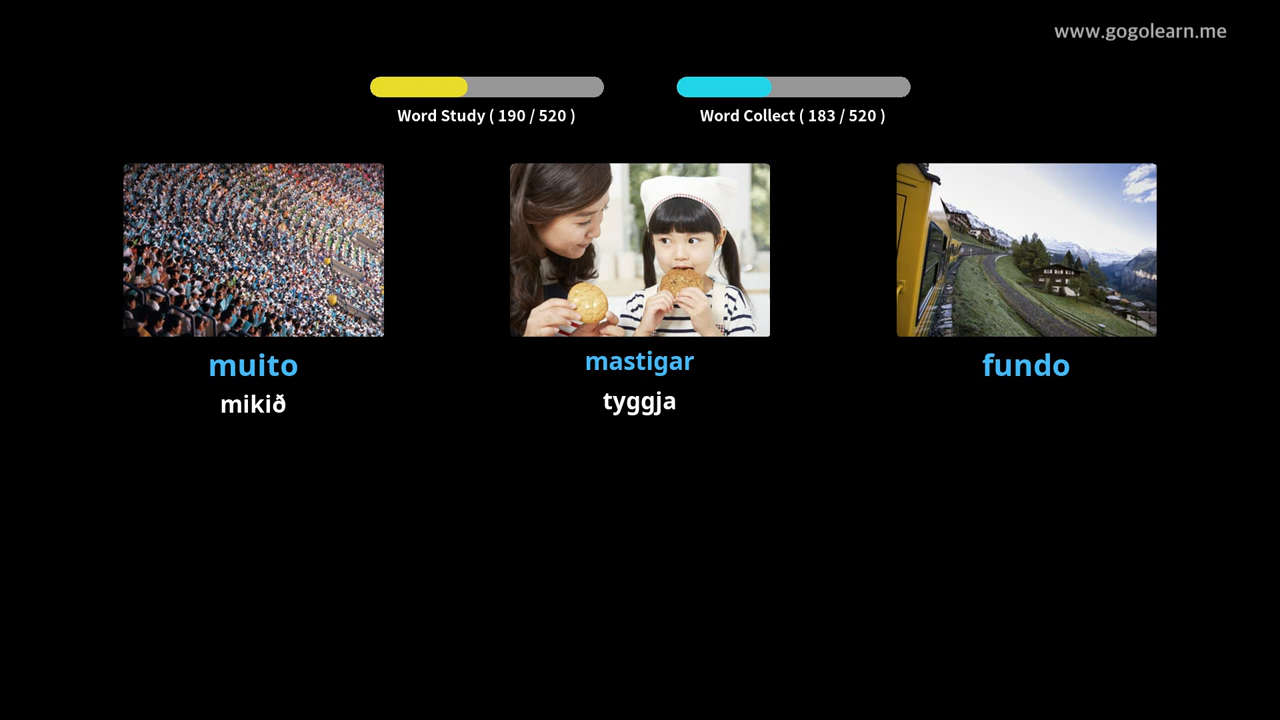 www.gogolearn.me
Word Study ( 190 / 520 )
Word Collect ( 183 / 520 )
muito
mikið
mastigar
tyggja
fundo